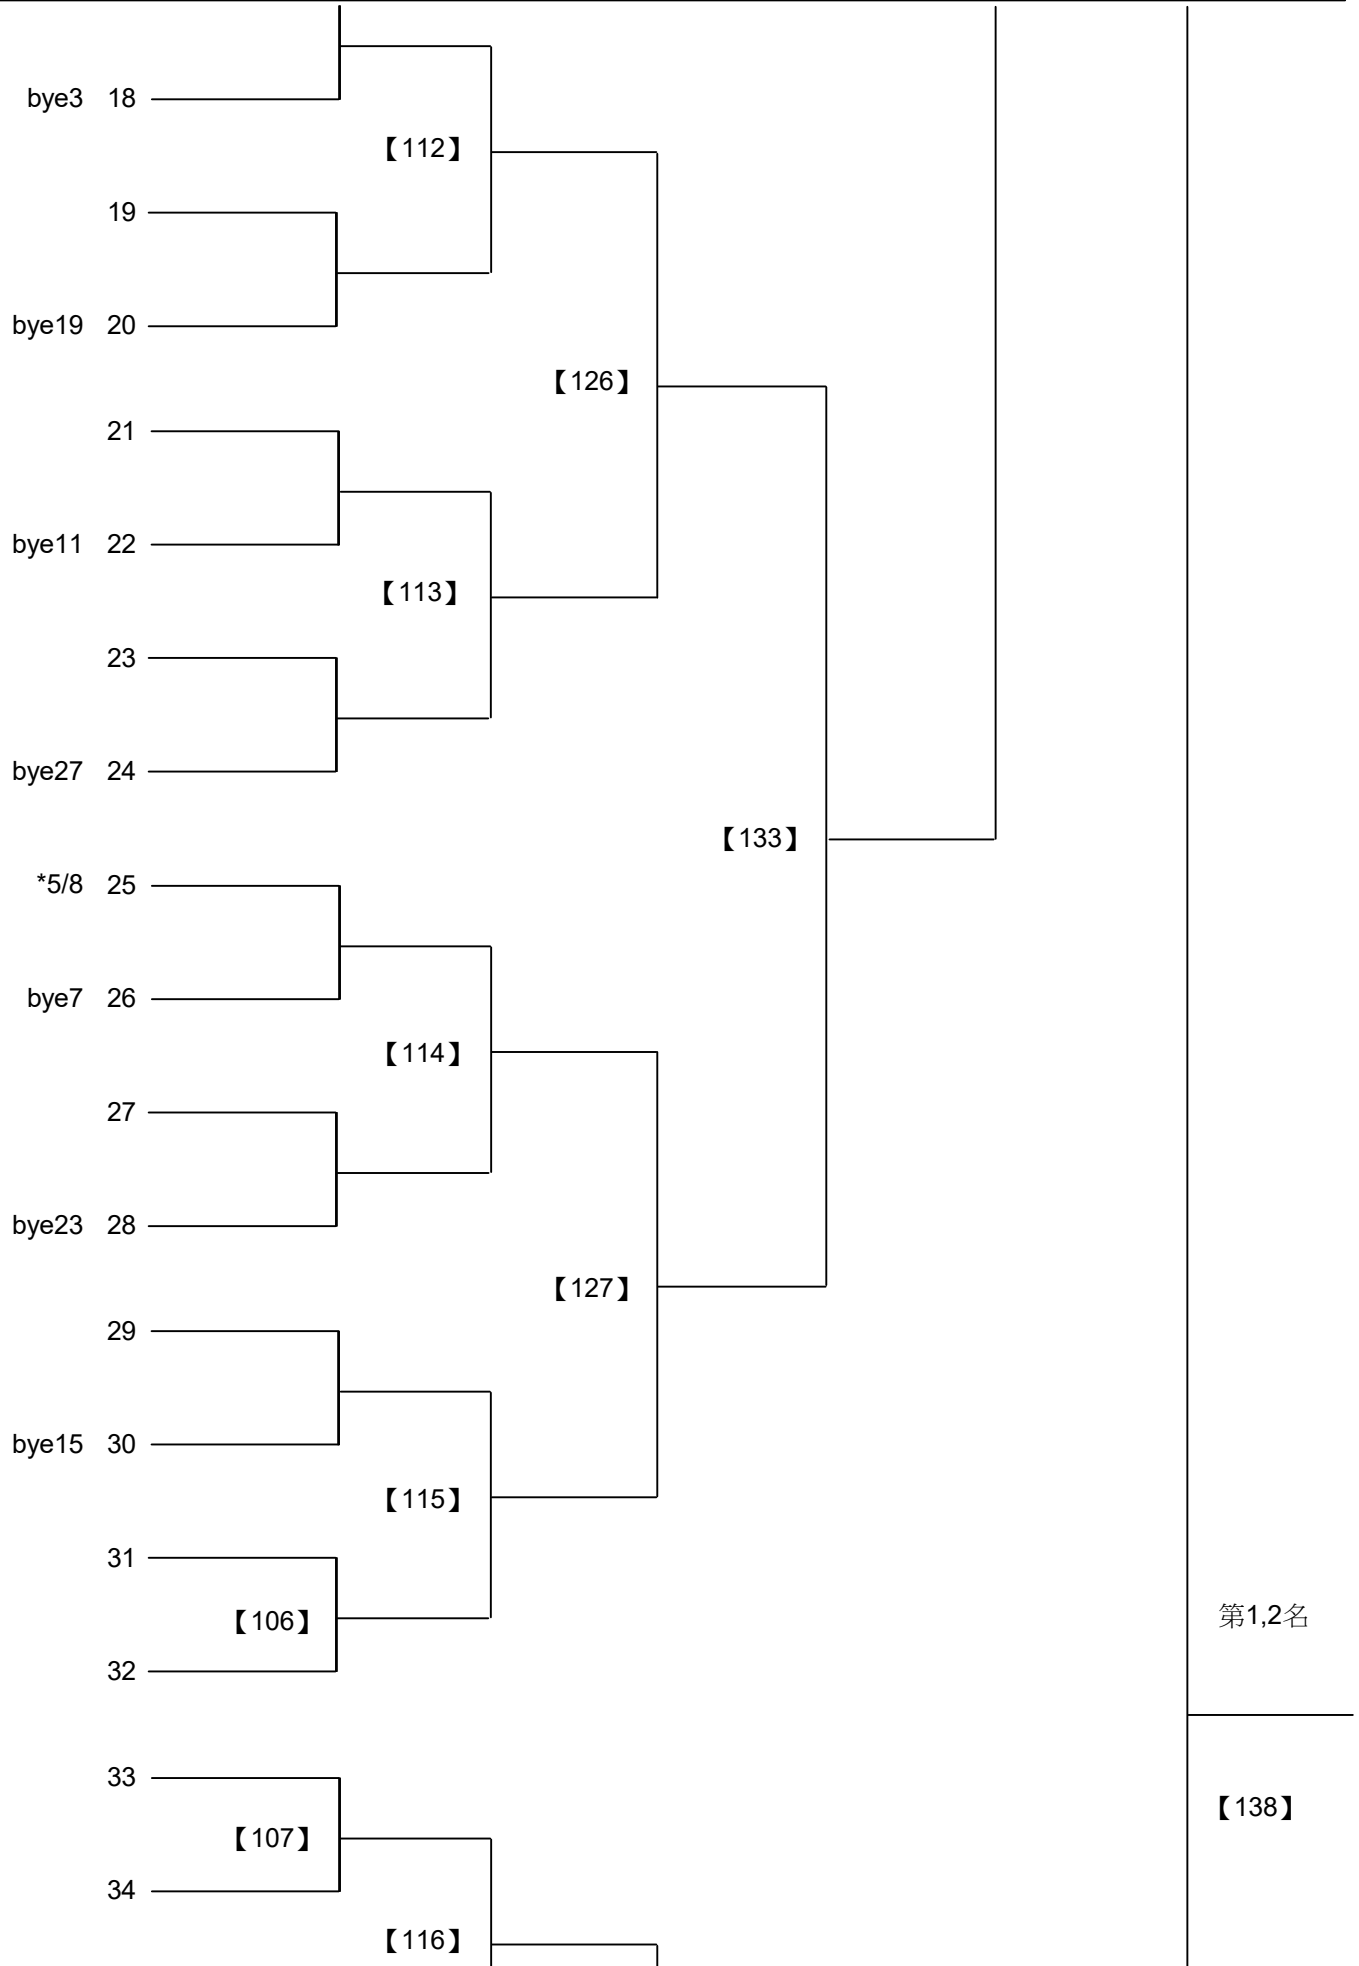 bye3 18
【112】
19
bye19 20
【126】
21
bye11 22
【113】
23
bye27 24
【133】
*5/8 25
bye7 26
【114】
27
bye23 28
【127】
29
bye15 30
【115】
31
第1,2名
【106】
32
33
【138】
【107】
34
【116】